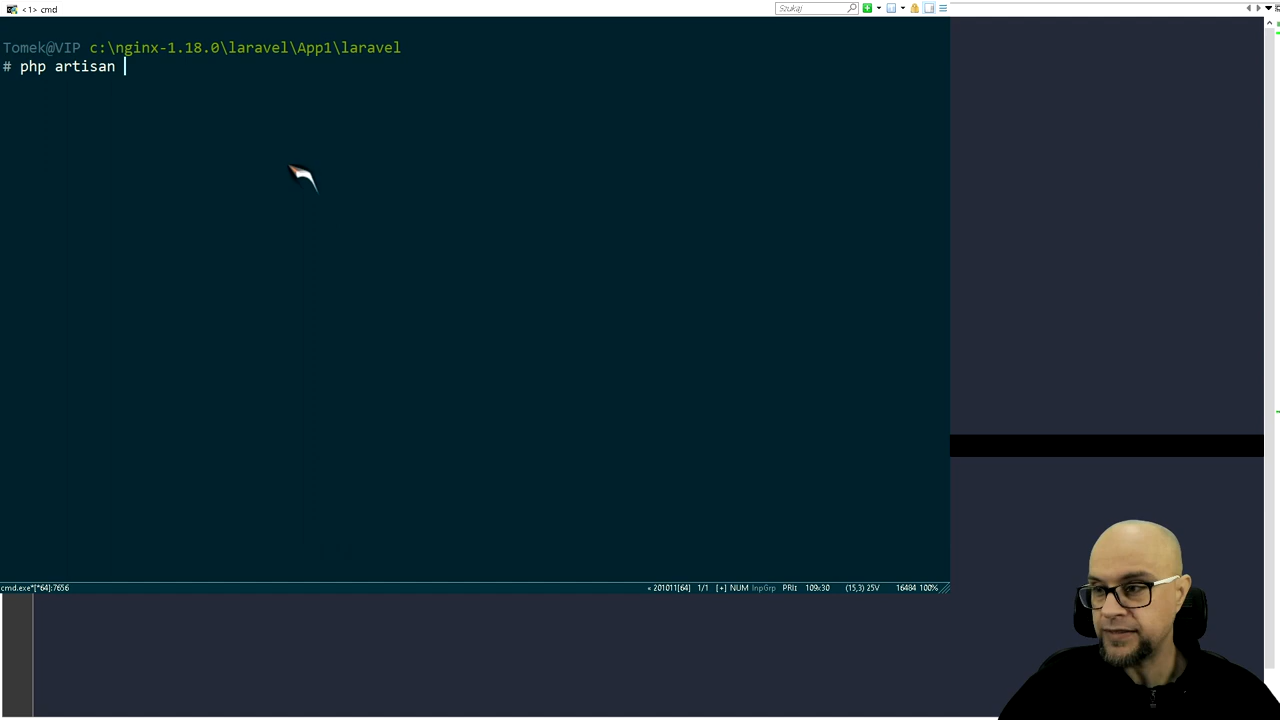 <1> cmd
Szukaj
Tomek@VIP c:\nginx-1.18.0\laravel\App1\laravel
# php artisan
cmd.exe*[*64]:7656
« 201011[64] 1/1 [+] NUM InpGrp PRI: 109x30 (15,3) 25V 16484 100%